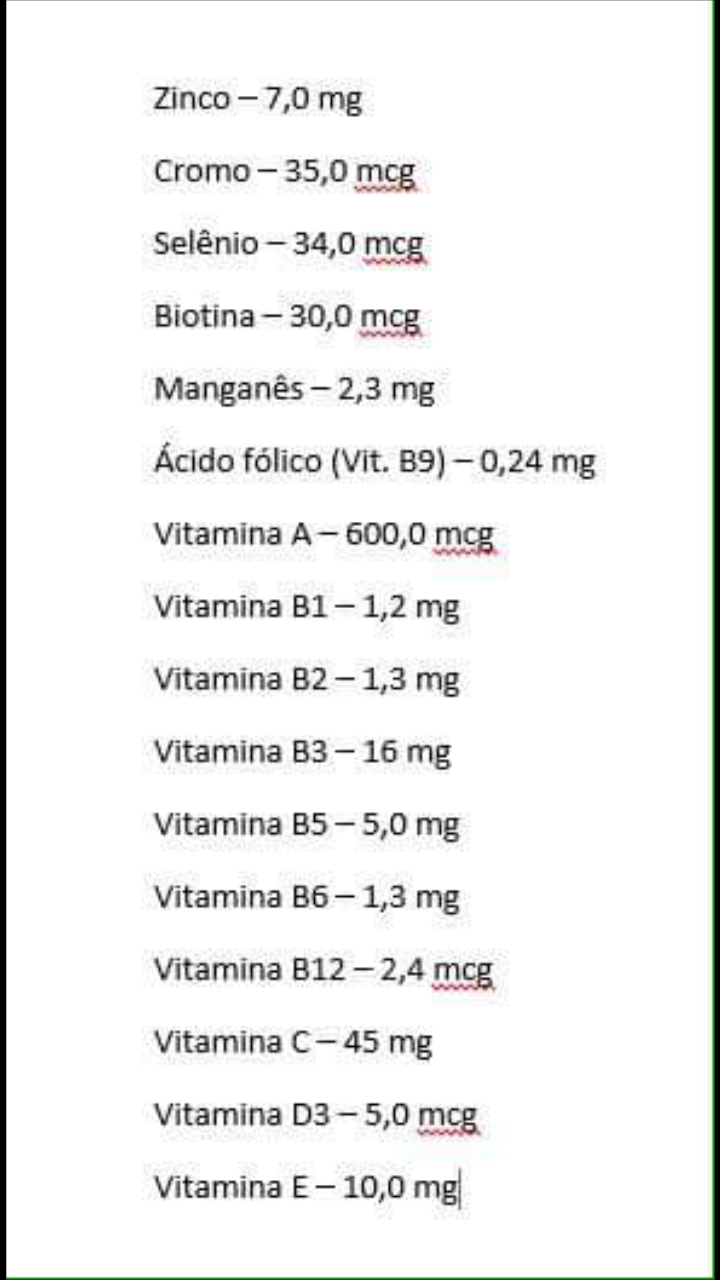 Zinco – 7,0 mg
Cromo – 35,0 mcg
Selênio – 34,0 mcg
Biotina – 30,0 mcg
Manganês – 2,3 mg
Ácido fólico (Vit. B9) – 0,24 mg
Vitamina A – 600,0 mcg
Vitamina B1 – 1,2 mg
Vitamina B2 – 1,3 mg
Vitamina B3 – 16 mg
Vitamina B5 – 5,0 mg
Vitamina B6 – 1,3 mg
Vitamina B12 – 2,4 mcg
Vitamina C – 45 mg
Vitamina D3 – 5,0 mcg
Vitamina E – 10,0 mg